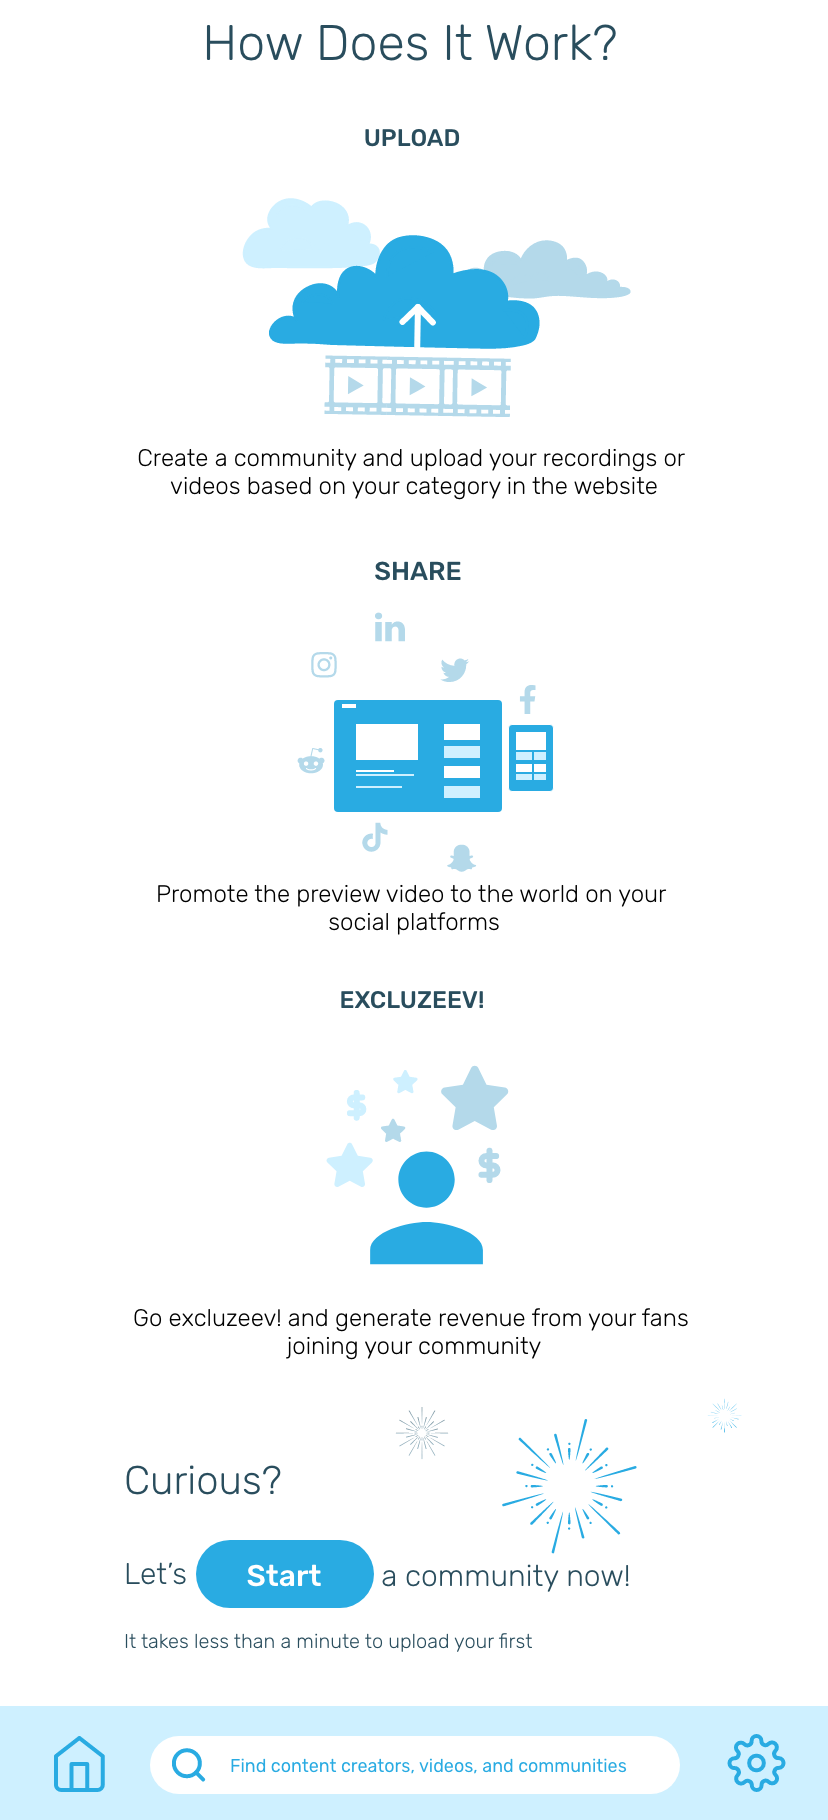 How Does It Work?
UPLOAD
Create a community and upload your recordings or
videos based on your category in the website
SHARE
in
Promote the preview video to the world on your
social platforms
EXCLUZEEV!
$
$
Go excluzeev! and generate revenue from your fans
joining your community
Curious?
Let's Start a community now!
It takes less than a minute to upload your first
Find content creators, videos, and communities